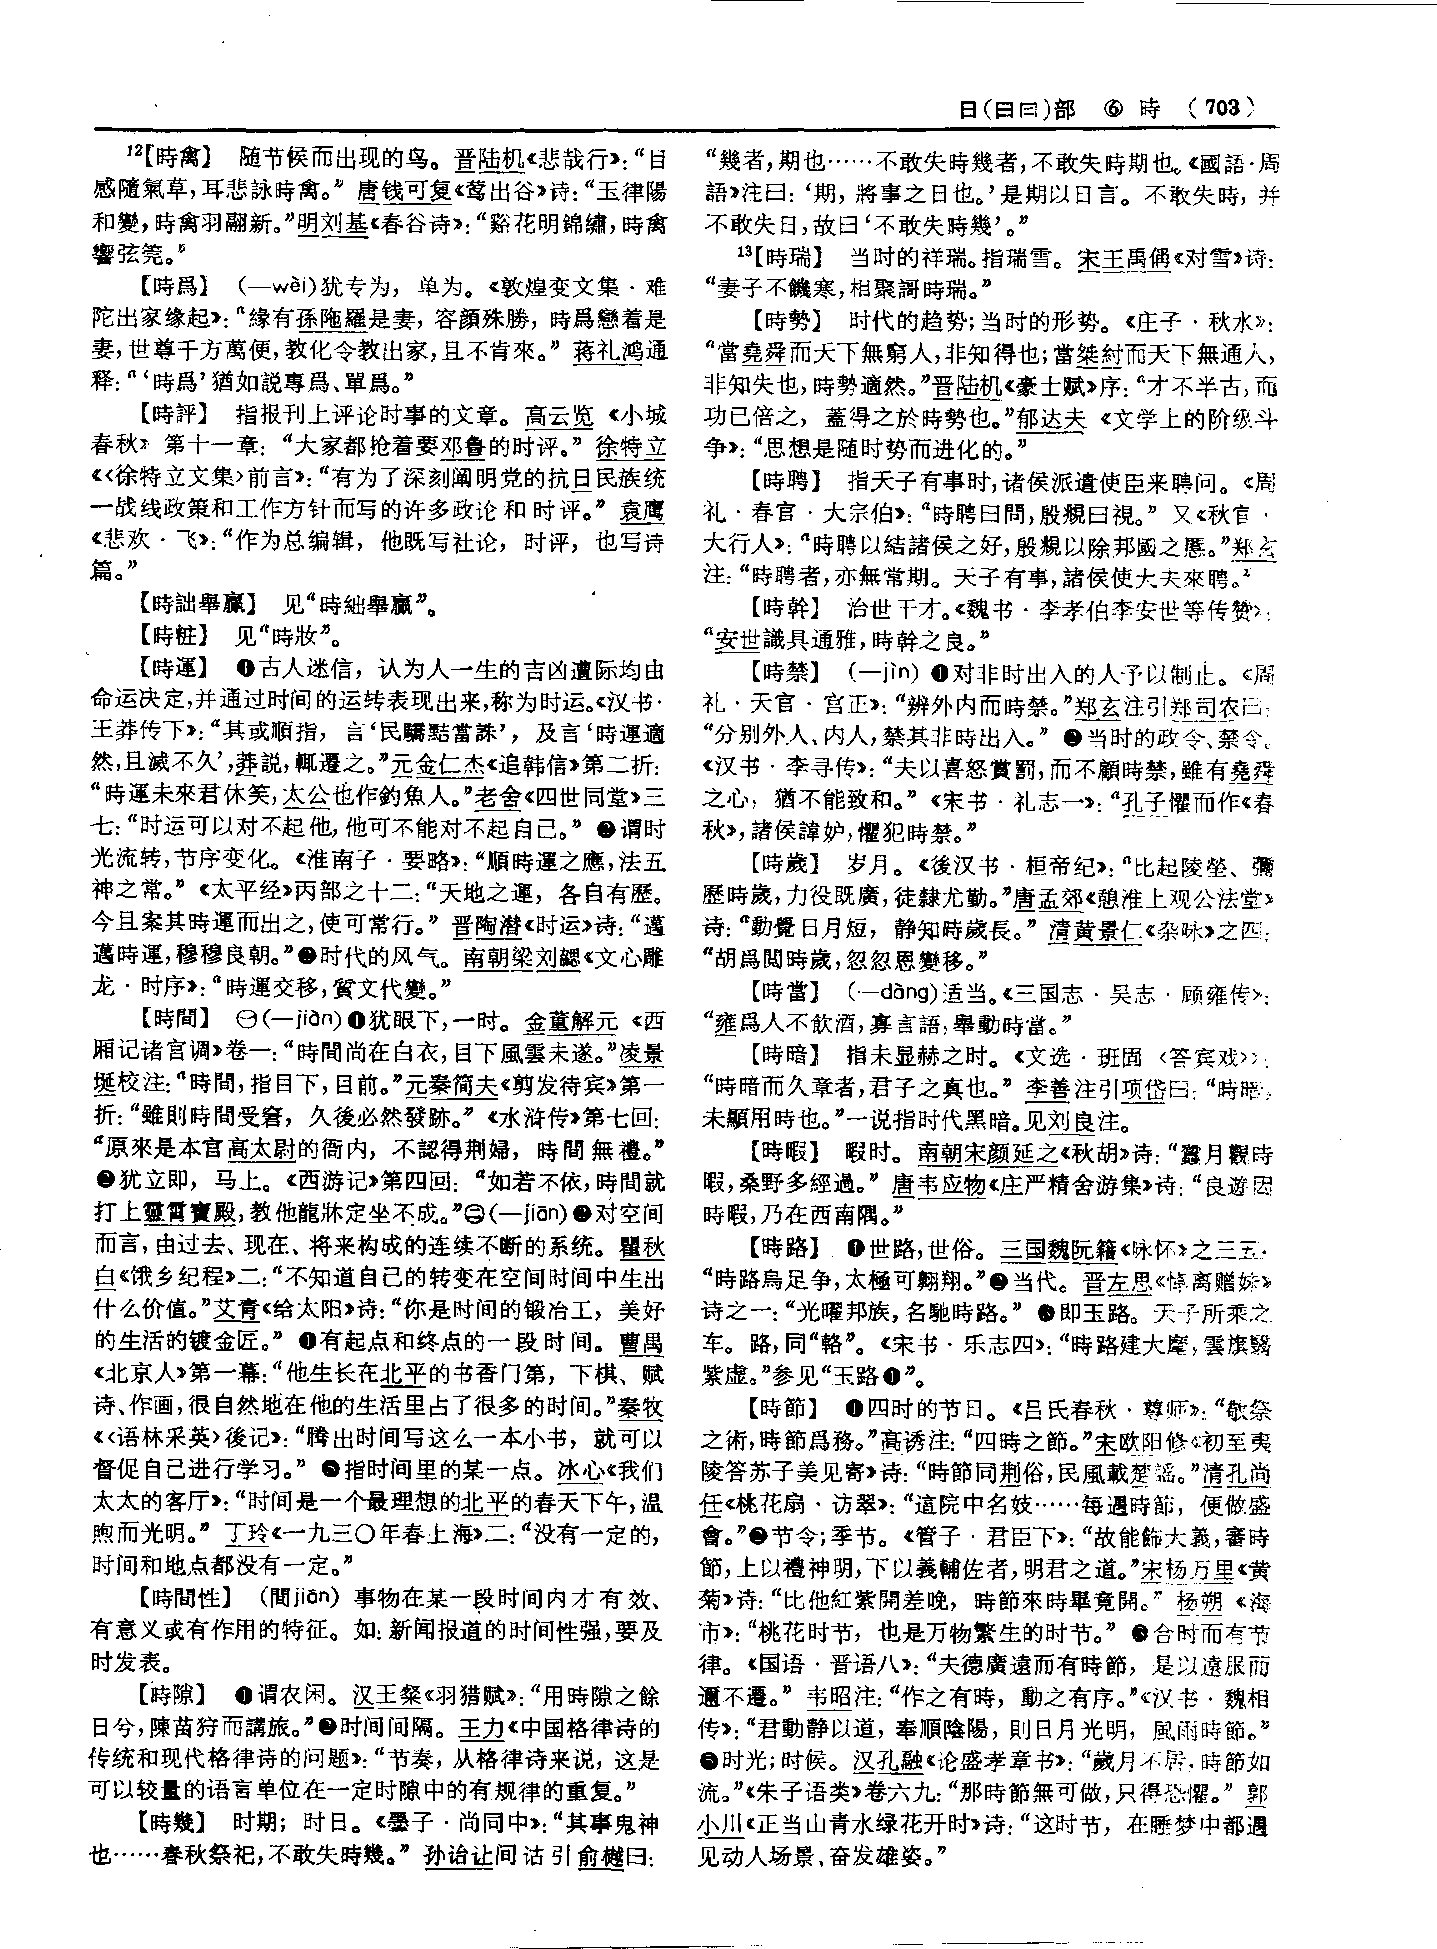 日(曰⺜)部 ⑥ 時 (703)
12【時禽】 随节候而出现的鸟。晋陆机《悲哉行》：“目
感隨氣草，耳悲詠時禽。” 唐钱可复《莺出谷》诗：“玉律陽
和變，時禽羽翮新。”明刘基《春谷诗》：“谿花明錦繡，時禽
響弦筦。”
【時爲】 (—wèi)犹专为，单为。《敦煌变文集·难
陀出家缘起》：“緣有孫陁羅是妻，容顔殊勝，時爲戀着是
妻，世尊千方萬便，教化令教出家，且不肯來。” 蒋礼鸿通
释：“‘時爲’猶如説專爲、單爲。”
【時評】 指报刊上评论时事的文章。高云览《小城
春秋》第十一章：“大家都抢着要邓鲁的时评。” 徐特立
《〈徐特立文集〉前言》：“有为了深刻阐明党的抗日民族统
一战线政策和工作方针而写的许多政论和时评。” 袁鹰
《悲欢·飞》：“作为总编辑，他既写社论，时评，也写诗
篇。”
【時詘舉贏】 见“時絀舉贏”。
【時粧】 见“時妝”。
【時運】 ❶古人迷信，认为人一生的吉凶遭际均由
命运决定，并通过时间的运转表现出来，称为时运。《汉书·
王莽传下》：“其或順指，言‘民驕黠當誅’，及言‘時運適
然，且滅不久’，莽説，輒遷之。”元金仁杰《追韩信》第二折：
“時運未來君休笑，太公也作釣魚人。”老舍《四世同堂》三
七：“时运可以对不起他，他可不能对不起自己。” ❷谓时
光流转，节序变化。《淮南子·要略》：“順時運之應，法五
神之常。”《太平经》丙部之十二：“天地之運，各自有歷。
今且案其時運而出之，使可常行。” 晋陶潜《时运》诗：“邁
邁時運，穆穆良朝。”❸时代的风气。南朝梁刘勰《文心雕
龙·时序》：“時運交移，質文代變。”
【時間】 ㊀(—jiàn)❶犹眼下，一时。金董解元《西
厢记诸宫调》卷一：“時間尚在白衣，目下風雲未遂。”凌景
埏校注：“時間，指目下，目前。”元秦简夫《剪发待宾》第一
折：“雖則時間受窘，久後必然發跡。”《水浒传》第七回：
“原來是本官高太尉的衙内，不認得荆婦，時間無禮。”
❷犹立即，马上。《西游记》第四回：“如若不依，時間就
打上靈霄寶殿，教他龍牀定坐不成。”㊁(—jiān)❸对空间
而言，由过去、现在、将来构成的连续不断的系统。瞿秋
白《饿乡纪程》二：“不知道自己的转变在空间时间中生出
什么价值。”艾青《给太阳》诗：“你是时间的锻冶工，美好
的生活的镀金匠。” ❹有起点和终点的一段时间。曹禺
《北京人》第一幕：“他生长在北平的书香门第，下棋、赋
诗、作画，很自然地在他的生活里占了很多的时间。”秦牧
《〈语林采英〉後记》：“腾出时间写这么一本小书，就可以
督促自己进行学习。” ❺指时间里的某一点。冰心《我们
太太的客厅》：“时间是一个最理想的北平的春天下午，温
煦而光明。” 丁玲《一九三〇年春上海》二：“没有一定的，
时间和地点都没有一定。”
【時間性】 (間jiān) 事物在某一段时间内才有效、
有意义或有作用的特征。如：新闻报道的时间性强，要及
时发表。
【時隙】 ❶谓农闲。汉王粲《羽猎赋》：“用時隙之餘
日兮，陳苗狩而講旅。”❷时间间隔。王力《中国格律诗的
传统和现代格律诗的问题》：“节奏，从格律诗来说，这是
可以较量的语言单位在一定时隙中的有规律的重复。”
【時幾】 时期；时日。《墨子·尚同中》：“其事鬼神
也……春秋祭祀，不敢失時幾。” 孙诒让间诂引俞樾曰：
“幾者，期也……不敢失時幾者，不敢失時期也。《國語·周
語》注曰：‘期，將事之日也。’是期以日言。不敢失時，并
不敢失日，故曰‘不敢失時幾’。”
13【時瑞】 当时的祥瑞。指瑞雪。宋王禹偁《对雪》诗：
“妻子不饑寒，相聚謌時瑞。”
【時勢】 时代的趋势；当时的形势。《庄子·秋水》：
“當堯舜而天下無窮人，非知得也；當桀紂而天下無通人，
非知失也，時勢適然。”晋陆机《豪士赋》序：“才不半古，而
功已倍之，蓋得之於時勢也。”郁达夫《文学上的阶级斗
争》：“思想是随时势而进化的。”
【時聘】 指天子有事时，诸侯派遣使臣来聘问。《周
礼·春官·大宗伯》：“時聘曰問，殷覜曰視。” 又《秋官·
大行人》：“時聘以結諸侯之好，殷覜以除邦國之慝。”郑玄
注：“時聘者，亦無常期。天子有事，諸侯使大夫來聘。”
【時幹】 治世干才。《魏书·李孝伯李安世等传赞》：
“安世識具通雅，時幹之良。”
【時禁】 (—jìn) ❶对非时出入的人予以制止。《周
礼·天官·宫正》：“辨外内而時禁。”郑玄注引郑司农曰：
“分别外人、内人，禁其非時出入。” ❷当时的政令、禁令。
《汉书·李寻传》：“夫以喜怒賞罰，而不顧時禁，雖有堯舜
之心，猶不能致和。”《宋书·礼志一》：“孔子懼而作《春
秋》，諸侯諱妒，懼犯時禁。”
【時歲】 岁月。《後汉书·桓帝纪》：“比起陵塋，彌
歷時歲，力役既廣，徒隸尤勤。”唐孟郊《憩淮上观公法堂》
诗：“動覺日月短，静知時歲長。” 清黄景仁《杂咏》之四：
“胡爲閲時歲，忽忽恩變移。”
【時當】 (—dàng)适当。《三国志·吴志·顾雍传》：
“雍爲人不飲酒，寡言語，舉動時當。”
【時暗】 指未显赫之时。《文选·班固〈答宾戏〉》：
“時暗而久章者，君子之真也。” 李善注引项岱曰：“時暗，
未顯用時也。”一说指时代黑暗。见刘良注。
【時暇】 暇时。南朝宋颜延之《秋胡》诗：“蠶月觀時
暇，桑野多經過。” 唐韦应物《庄严精舍游集》诗：“良遊因
時暇，乃在西南隅。”
【時路】 ❶世路，世俗。三国魏阮籍《咏怀》之三五：
“時路烏足争，太極可翱翔。”❷当代。晋左思《悼离赠妹》
诗之一：“光曜邦族，名馳時路。” ❸即玉路。天子所乘之
车。路，同“輅”。《宋书·乐志四》：“時路建大麾，雲旗翳
紫虚。”参见“玉路❶”。
【時節】 ❶四时的节日。《吕氏春秋·尊师》：“敬祭
之術，時節爲務。”高诱注：“四時之節。”宋欧阳修《初至夷
陵答苏子美见寄》诗：“時節同荆俗，民風載楚謡。”清孔尚
任《桃花扇·访翠》：“這院中名妓……每遇時節，便做盛
會。”❷节令；季节。《管子·君臣下》：“故能飾大義，審時
節，上以禮神明，下以義輔佐者，明君之道。”宋杨万里《黄
菊》诗：“比他紅紫開差晚，時節來時畢竟開。” 杨朔《海
市》：“桃花时节，也是万物繁生的时节。” ❸合时而有节
律。《国语·晋语八》：“夫德廣遠而有時節，是以遠服而
邇不遷。” 韦昭注：“作之有時，動之有序。”《汉书·魏相
传》：“君動静以道，奉順陰陽，則日月光明，風雨時節。”
❹时光；时候。汉孔融《论盛孝章书》：“歲月不居，時節如
流。”《朱子语类》卷六九：“那時節無可做，只得恐懼。” 郭
小川《正当山青水绿花开时》诗：“这时节，在睡梦中都遇
见动人场景，奋发雄姿。”